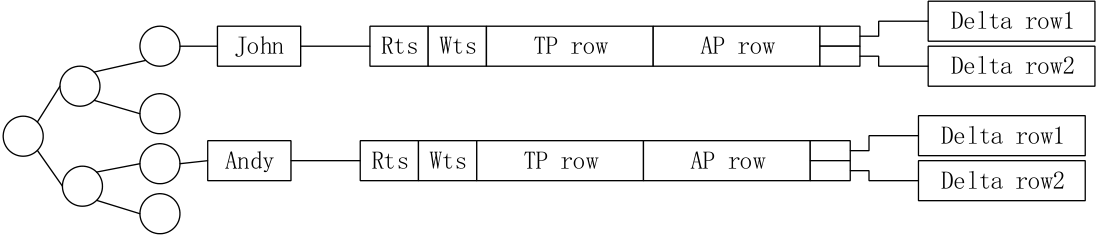 Delta row1
John Rts Wts TP row AP row
Delta row2
Delta row1
Andy Rts Wts TP row AP row
Delta row2